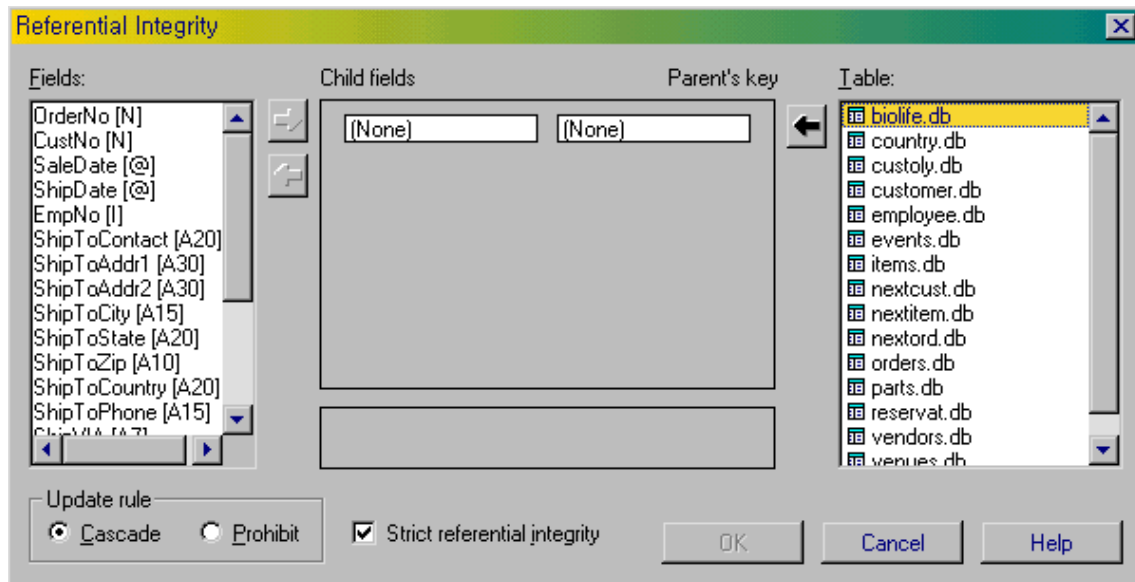 Referential Integrity
Fields:
OrderNo [N]
CustNo [N]
SaleDate [@]
ShipDate [@]
EmpNo [I]
ShipToContact [A20]
ShipToAddr1 [A30]
ShipToAddr2 [A30]
ShipToCity [A15]
ShipToState [A20]
ShipToZip [A10]
ShipToCountry [A20]
ShipToPhone [A15]
ShipVIA [A7]
Child fields Parent's key
(None) (None)
Table:
biolife.db
country.db
custoly.db
customer.db
employee.db
events.db
items.db
nextcust.db
nextitem.db
nextord.db
orders.db
parts.db
reservat.db
vendors.db
venues.db
Update rule
Cascade Prohibit
Strict referential integrity
OK Cancel Help